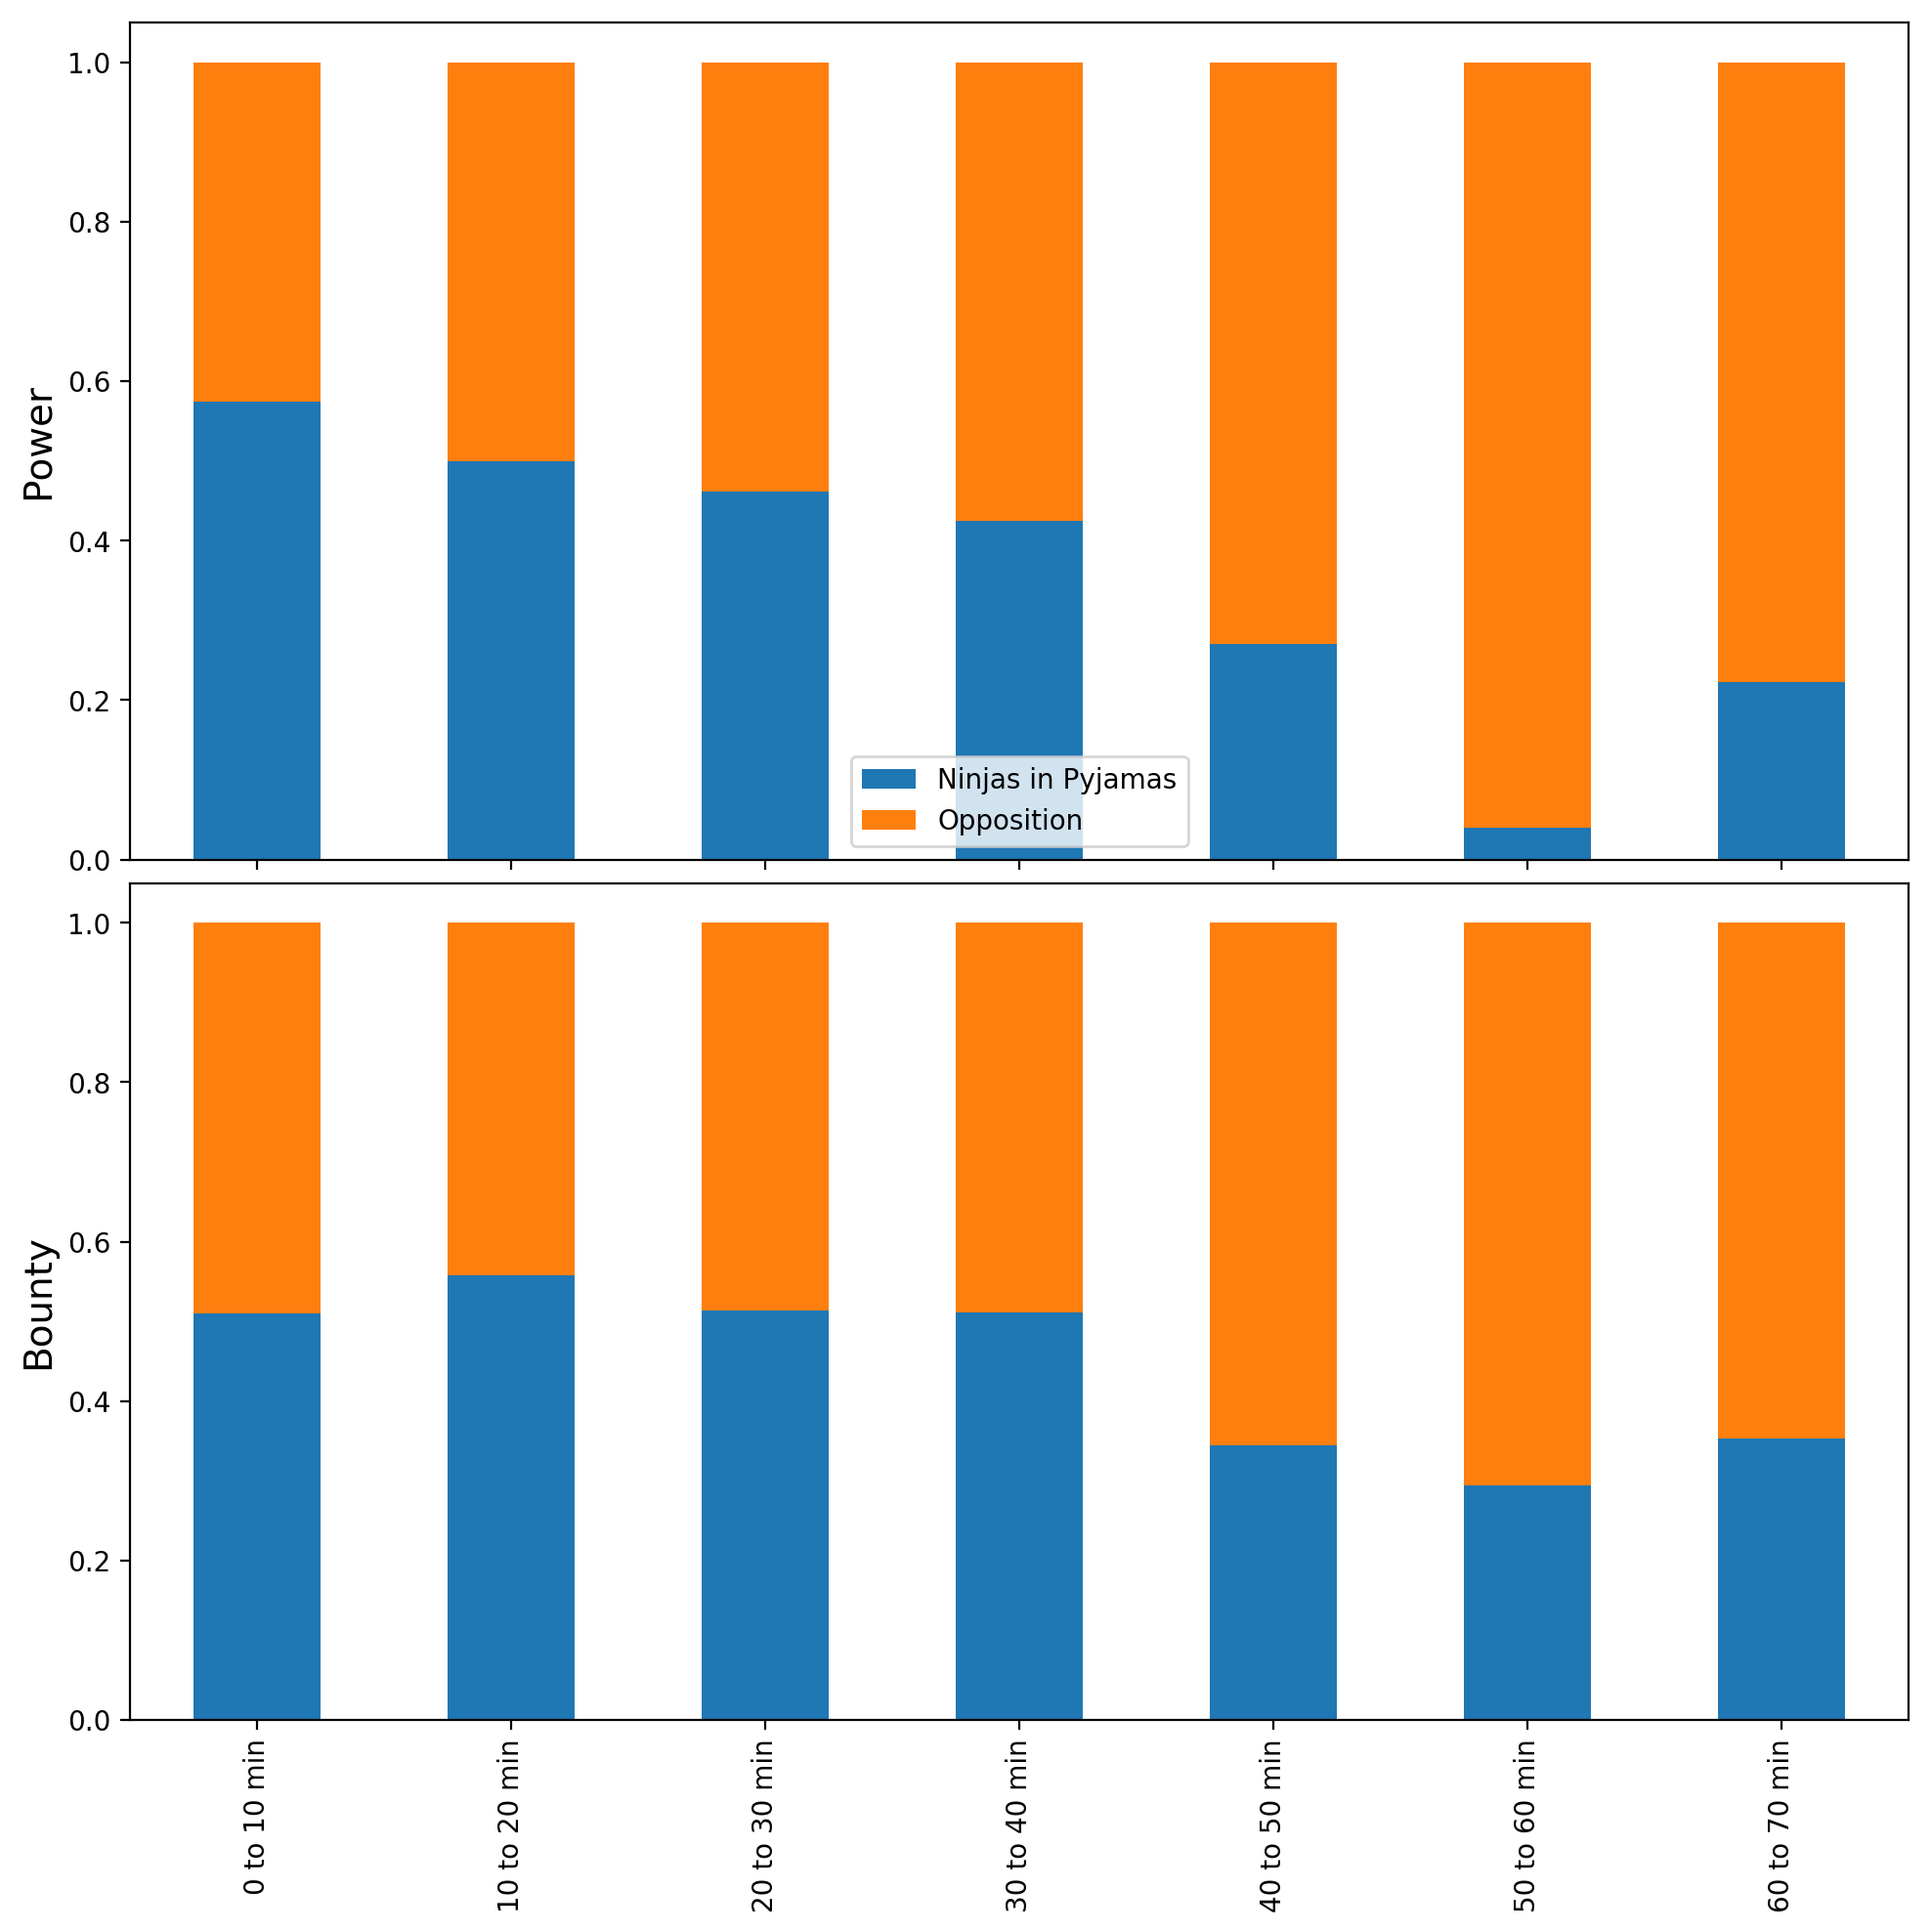 1.0
0.8
0.6
0.4
0.2
0.0
Power
Ninjas in Pyjamas
Opposition
1.0
0.8
0.6
0.4
0.2
0.0
Bounty
0 to 10 min
10 to 20 min
20 to 30 min
30 to 40 min
40 to 50 min
50 to 60 min
60 to 70 min